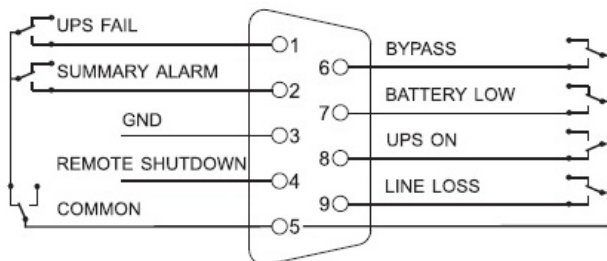 UPS FAIL
1
SUMMARY ALARM
2
GND
3
REMOTE SHUTDOWN
4
COMMON
5
BYPASS
6
BATTERY LOW
7
UPS ON
8
LINE LOSS
9